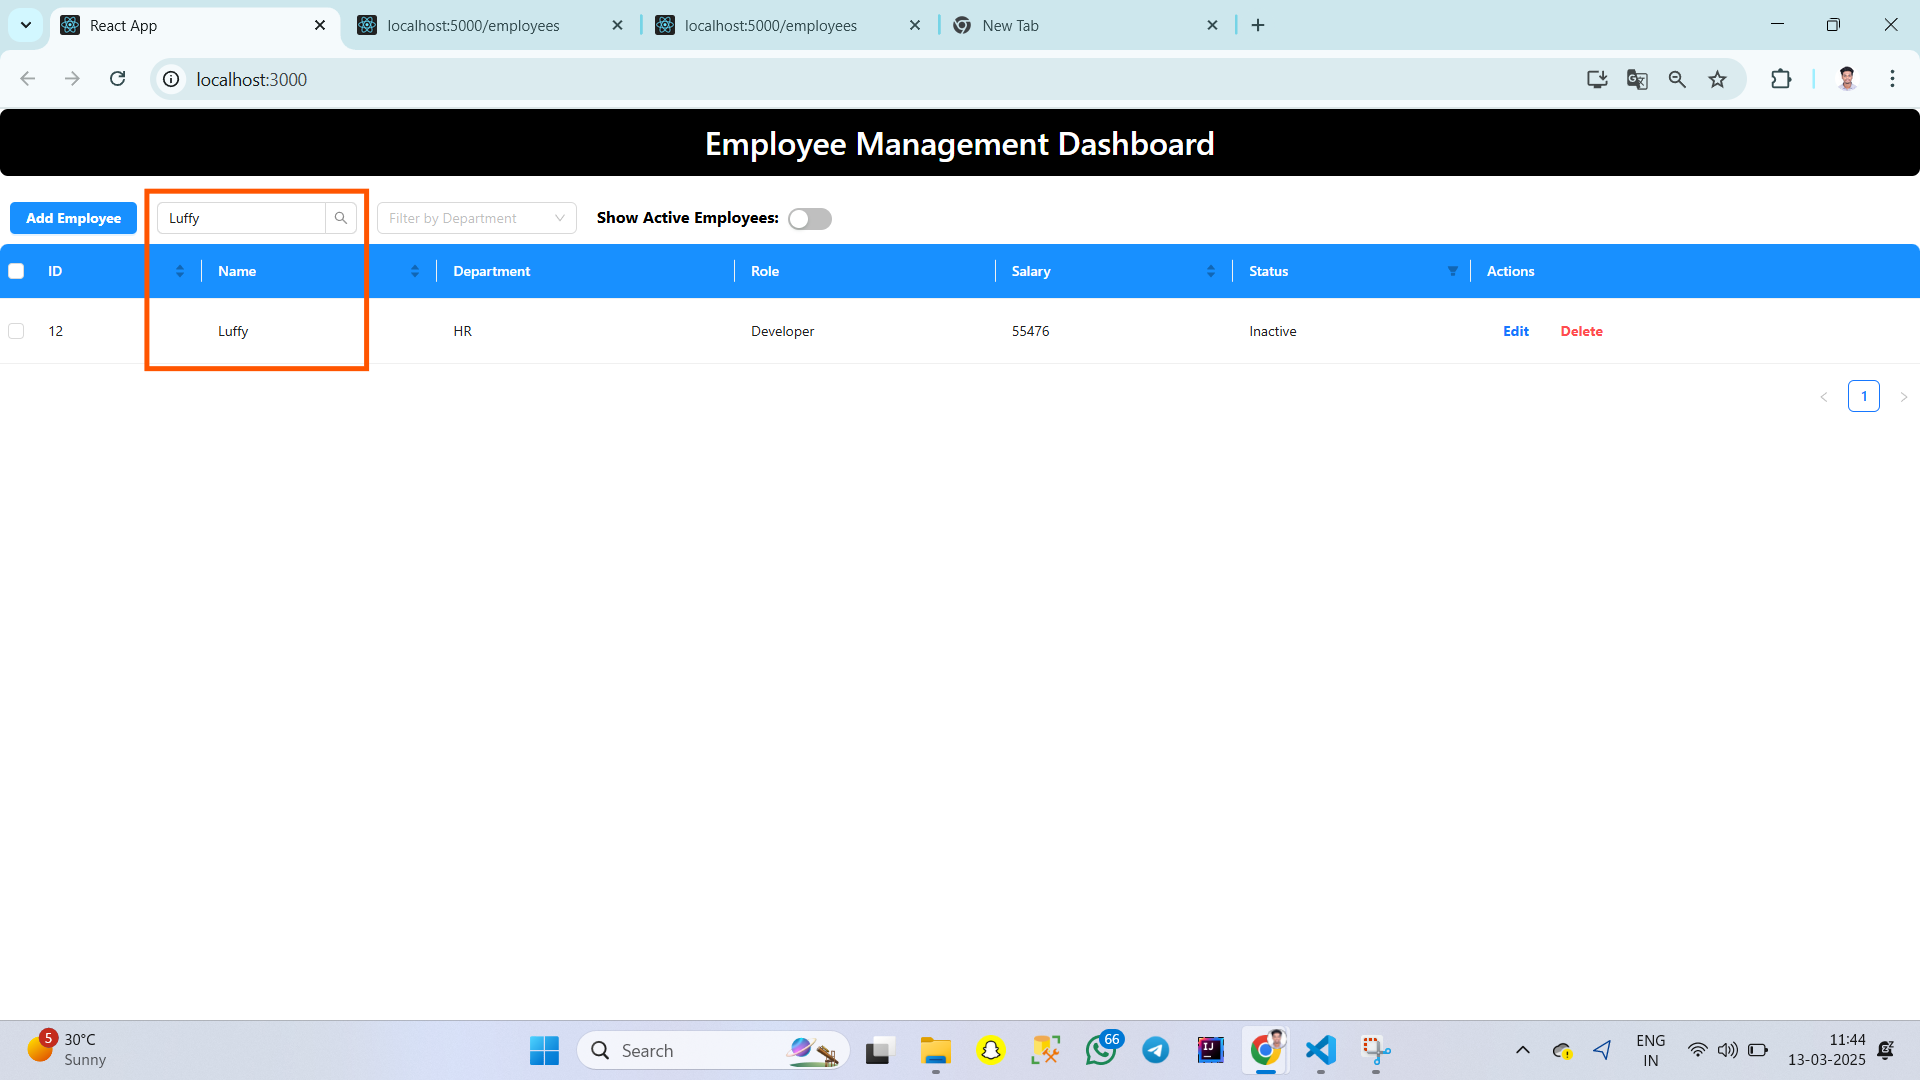 React App
localhost:5000/employees
localhost:5000/employees
New Tab
localhost:3000
Employee Management Dashboard
Add Employee
Luffy
Filter by Department
Show Active Employees:
ID Name Department Role Salary Status Actions
12 Luffy HR Developer 55476 Inactive Edit Delete
1
5
30°C
Sunny
Search
66
IJ
ENG
IN
11:44
13-03-2025